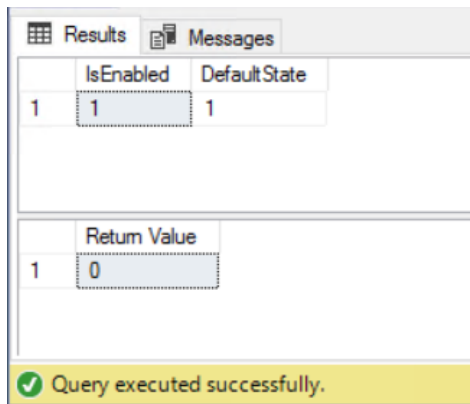 Results Messages
IsEnabled DefaultState
1 1 1
Return Value
1 0
Query executed successfully.